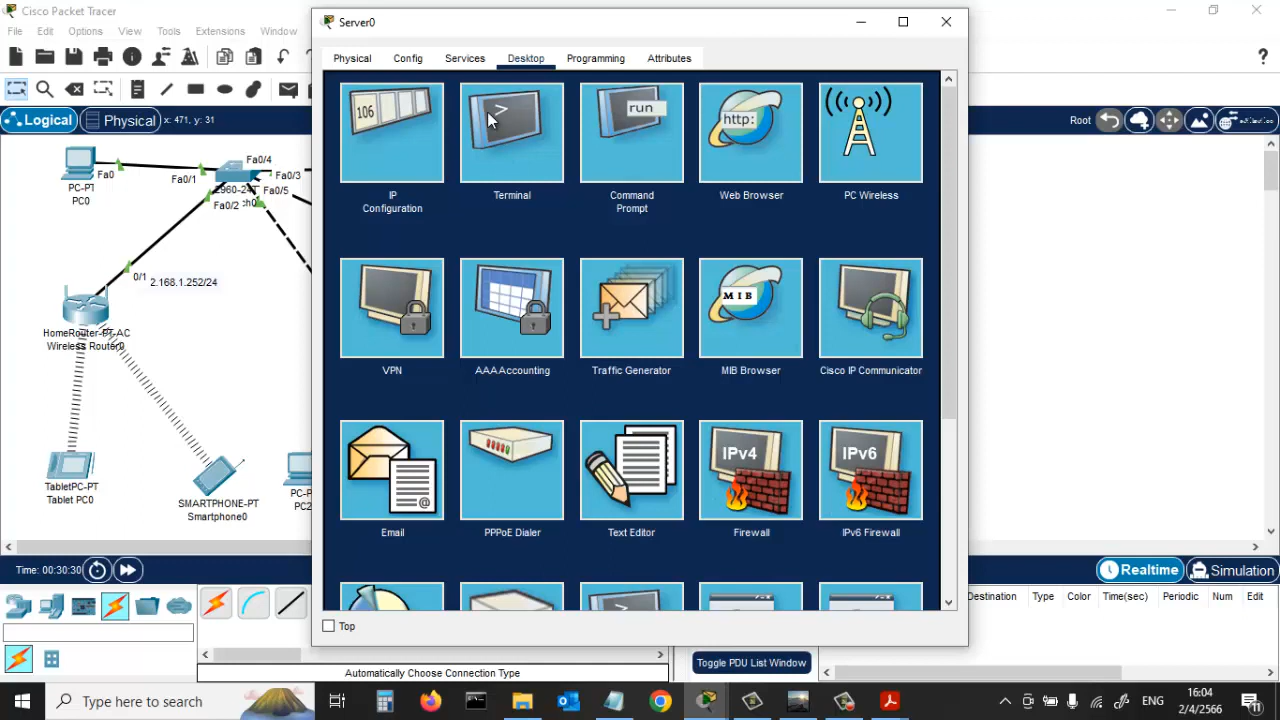 Cisco Packet Tracer
File Edit Options View Tools Extensions Window
Logical
Physical
x: 471, y: 31
Root
PC-PT
PC0
Fa0
Fa0/1
Fa0/4
Fa0/3
Fa0/5
2960-24T
Fa0/2
0/1
2.168.1.252/24
HomeRouter-PT-AC
Wireless Router0
TabletPC-PT
Tablet PC0
SMARTPHONE-PT
Smartphone0
PC-P
PC2
Server0
Physical Config Services Desktop Programming Attributes
106
>
run
http:
IP
Configuration
Terminal
Command
Prompt
Web Browser
PC Wireless
MIB
VPN
AAAAccounting
Traffic Generator
MIB Browser
Cisco IP Communicator
@
IPv4
IPv6
Email
PPPoE Dialer
Text Editor
Firewall
IPv6 Firewall
Top
Time: 00:30:30
Realtime
Simulation
Destination Type Color Time(sec) Periodic Num Edit
Toggle PDU List Window
Automatically Choose Connection Type
Type here to search
ENG
16:04
2/4/2566